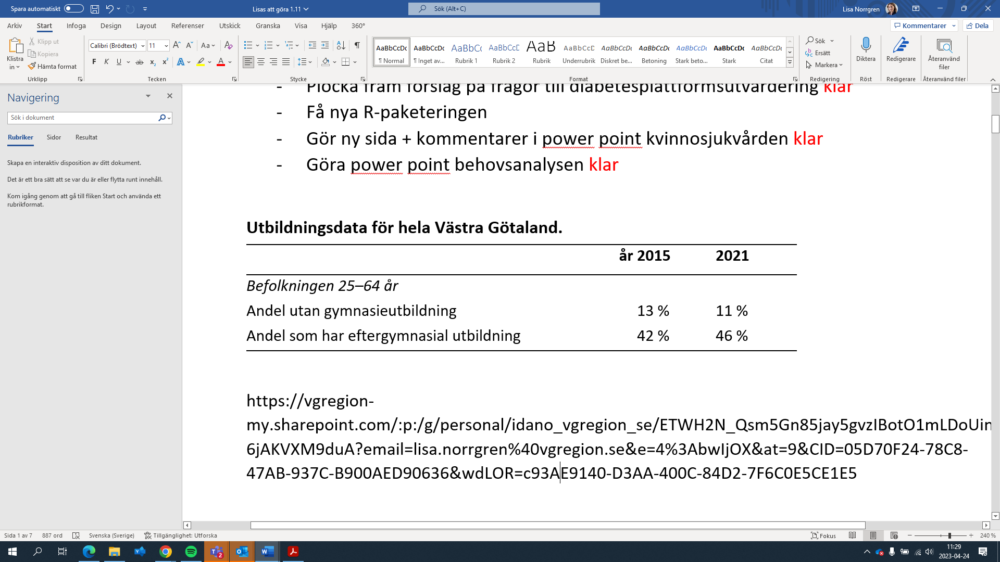 Spara automatiskt
Lisas att göra 1.11
Sök (Alt+C)
Lisa Norrgren
Arkiv Start Infoga Design Layout Referenser Utskick Granska Visa Hjälp 360°
Kommentarer
Dela
Klistra in
Klipp ut
Kopiera
Hämta format
Urklipp
Calibri (Brödtext) 11
Tecken
Stycke
AaBbCcDc AaBbCcDc AaBbCc AaBbCcD AaB AaBbCcD AaBbCcDc AaBbCcDc AaBbCcDc AaBbCcDc AaBbCcDc
¶ Normal ¶ Inget av... Rubrik 1 Rubrik 2 Rubrik Underrubrik Diskret be... Betoning Stark beto... Stark Citat
Format
Sök
Ersätt
Markera
Redigering
Diktera
Röst
Redigerare
Redigerare
Återanvänd filer
Återanvänd filer
Navigering
Sök i dokument
Rubriker Sidor Resultat
Skapa en interaktiv disposition av ditt dokument.
Det är ett bra sätt att se var du är eller flytta runt innehåll.
Kom igång genom att gå till fliken Start och använda ett
rubrikformat.
- Plocka fram förslag på frågor till diabetesplattformsutvärdering klar
- Få nya R-paketeringen
- Gör ny sida + kommentarer i power point kvinnosjukvården klar
- Göra power point behovsanalysen klar
Utbildningsdata för hela Västra Götaland.
år 2015 2021
Befolkningen 25–64 år
Andel utan gymnasieutbildning 13 % 11 %
Andel som har eftergymnasial utbildning 42 % 46 %
https://vgregion-
my.sharepoint.com/:p:/g/personal/idano_vgregion_se/ETWH2N_Qsm5Gn85jay5gvzIBotO1mLDoUin
6jAKVXM9duA?email=lisa.norrgren%40vgregion.se&e=4%3AbwIjOX&at=9&CID=05D70F24-78C8-
47AB-937C-B900AED90636&wdLOR=c93AE9140-D3AA-400C-84D2-7F6C0E5CE1E5
Sida 1 av 7 887 ord Svenska (Sverige) Tillgänglighet: Utforska
Fokus
240 %
11:29
2023-04-24